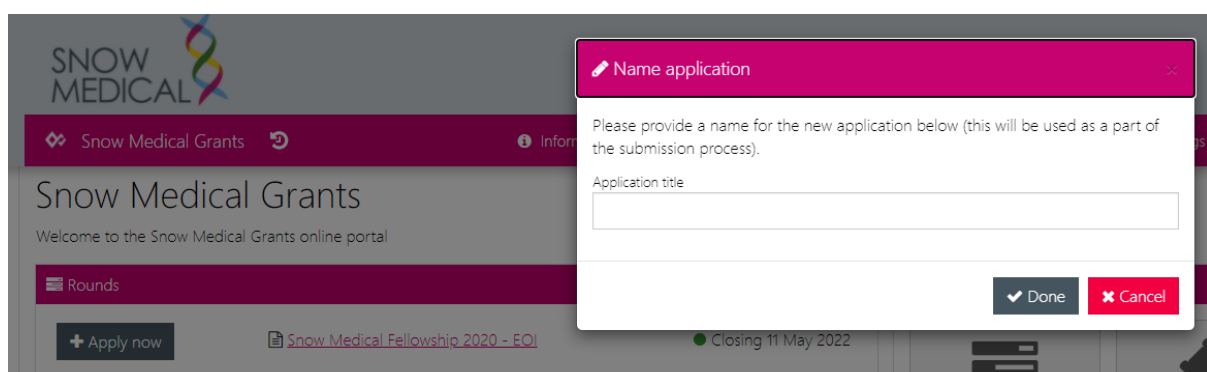 SNOW
MEDICAL
Name application
Please provide a name for the new application below (this will be used as a part of
the submission process).
Application title
Done
Cancel
Snow Medical Grants
Snow Medical Grants
Welcome to the Snow Medical Grants online portal
Rounds
Apply now
Snow Medical Fellowship 2020 - EOI
Closing 11 May 2022